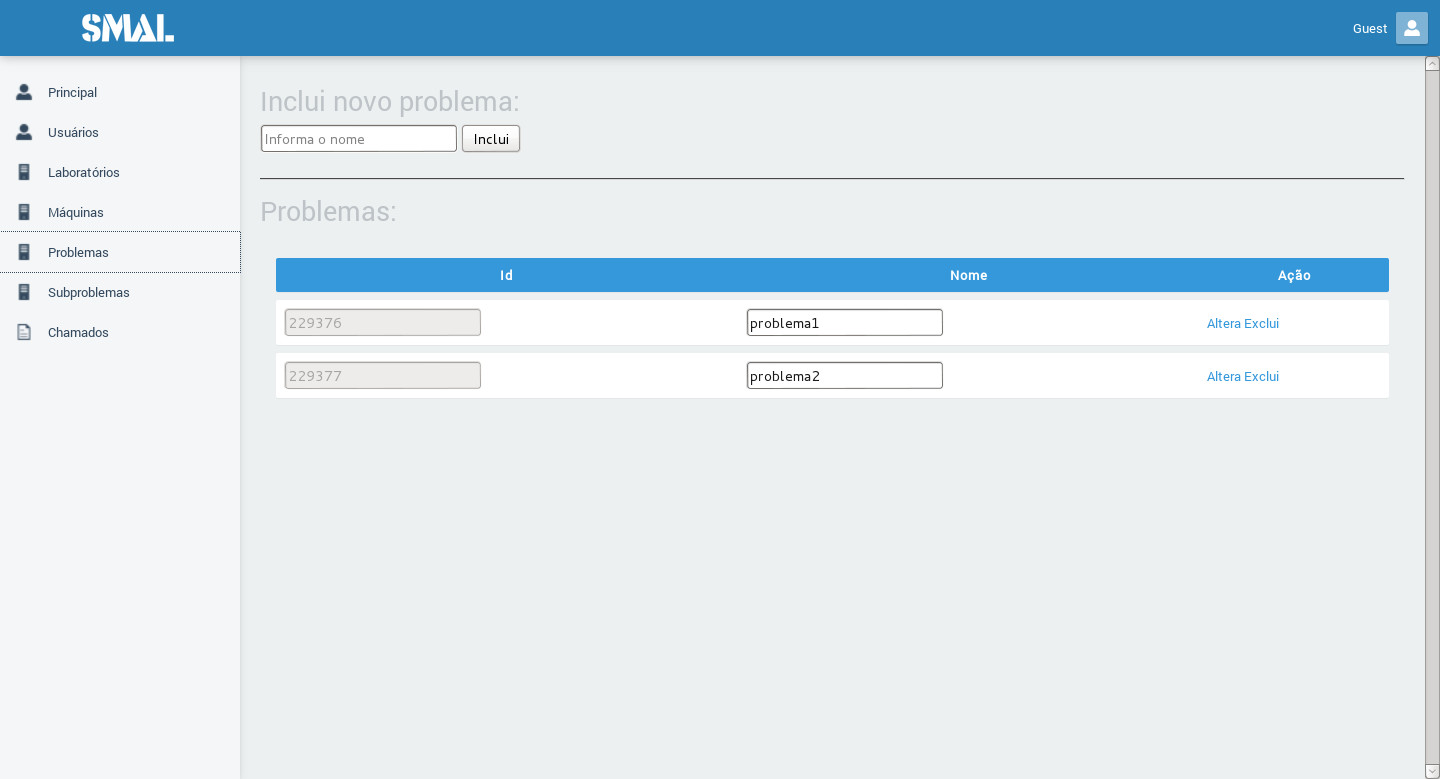 SMAL
Guest
Principal
Usuários
Laboratórios
Máquinas
Problemas
Subproblemas
Chamados
Inclui novo problema:
Informa o nome Inclui
Problemas:
Id Nome Ação
229376 problema1 Altera Exclui
229377 problema2 Altera Exclui